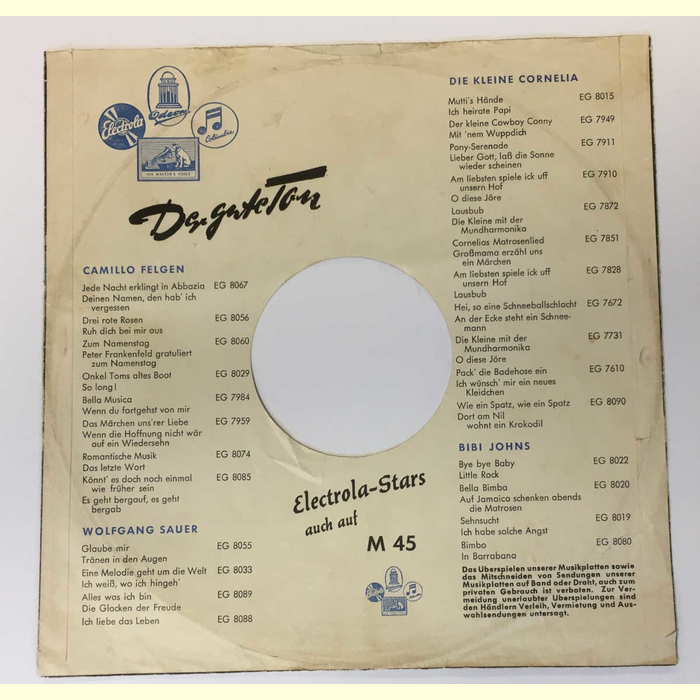 Electrola
Odeon
Columbia
HIS MASTER'S VOICE
Der gute Ton
CAMILLO FELGEN
Jede Nacht erklingt in Abbazia EG 8067
Deinen Namen, den hab' ich
vergessen
Drei rote Rosen EG 8056
Ruh dich bei mir aus
Zum Namenstag EG 8060
Peter Frankenfeld gratuliert
zum Namenstag
Onkel Toms altes Boot EG 8029
So long!
Bella Musica EG 7984
Wenn du fortgehst von mir
Das Märchen uns'rer Liebe EG 7959
Wenn die Hoffnung nicht wär
auf ein Wiedersehn
Romantische Musik EG 8074
Das letzte Wort
Könnt' es doch noch einmal EG 8085
wie früher sein
Es geht bergauf, es geht
bergab
WOLFGANG SAUER
Glaube mir EG 8055
Tränen in den Augen
Eine Melodie geht um die Welt EG 8033
Ich weiß, wo ich hingeh'
Alles was ich bin EG 8089
Die Glocken der Freude
Ich liebe das Leben EG 8088
Electrola-Stars
auch auf
M 45
DIE KLEINE CORNELIA
Mutti's Hände EG 8015
Ich heirate Papi
Der kleine Cowboy Conny EG 7949
Mit 'nem Wuppdich
Pony-Serenade EG 7911
Lieber Gott, laß die Sonne
wieder scheinen
Am liebsten spiele ick uff EG 7910
unsern Hof
O diese Jöre
Lausbub EG 7872
Die Kleine mit der
Mundharmonika
Cornelias Matrosenlied EG 7851
Großmama erzähl uns
ein Märchen
Am liebsten spiele ick uff EG 7828
unsern Hof
Lausbub
Hei, so eine Schneeballschlacht EG 7672
An der Ecke steht ein Schnee-
mann
Die Kleine mit der EG 7731
Mundharmonika
O diese Jöre
Pack' die Badehose ein EG 7610
Ich wünsch' mir ein neues
Kleidchen
Wie ein Spatz, wie ein Spatz EG 8090
Dort am Nil
wohnt ein Krokodil
BIBI JOHNS
Bye bye Baby EG 8022
Little Rock
Bella Bimba EG 8020
Auf Jamaica schenken abends
die Matrosen
Sehnsucht EG 8019
Ich habe solche Angst
Bimbo EG 8080
In Barrabana
Das Überspielen unserer Musikplatten sowie
das Mitschneiden von Sendungen unserer
Musikplatten auf Band oder Draht, auch zum
privaten Gebrauch ist verboten. Zur Ver-
meidung unerlaubter Überspielungen sind
den Händlern Verleih, Vermietung und Aus-
wahlsendungen untersagt.